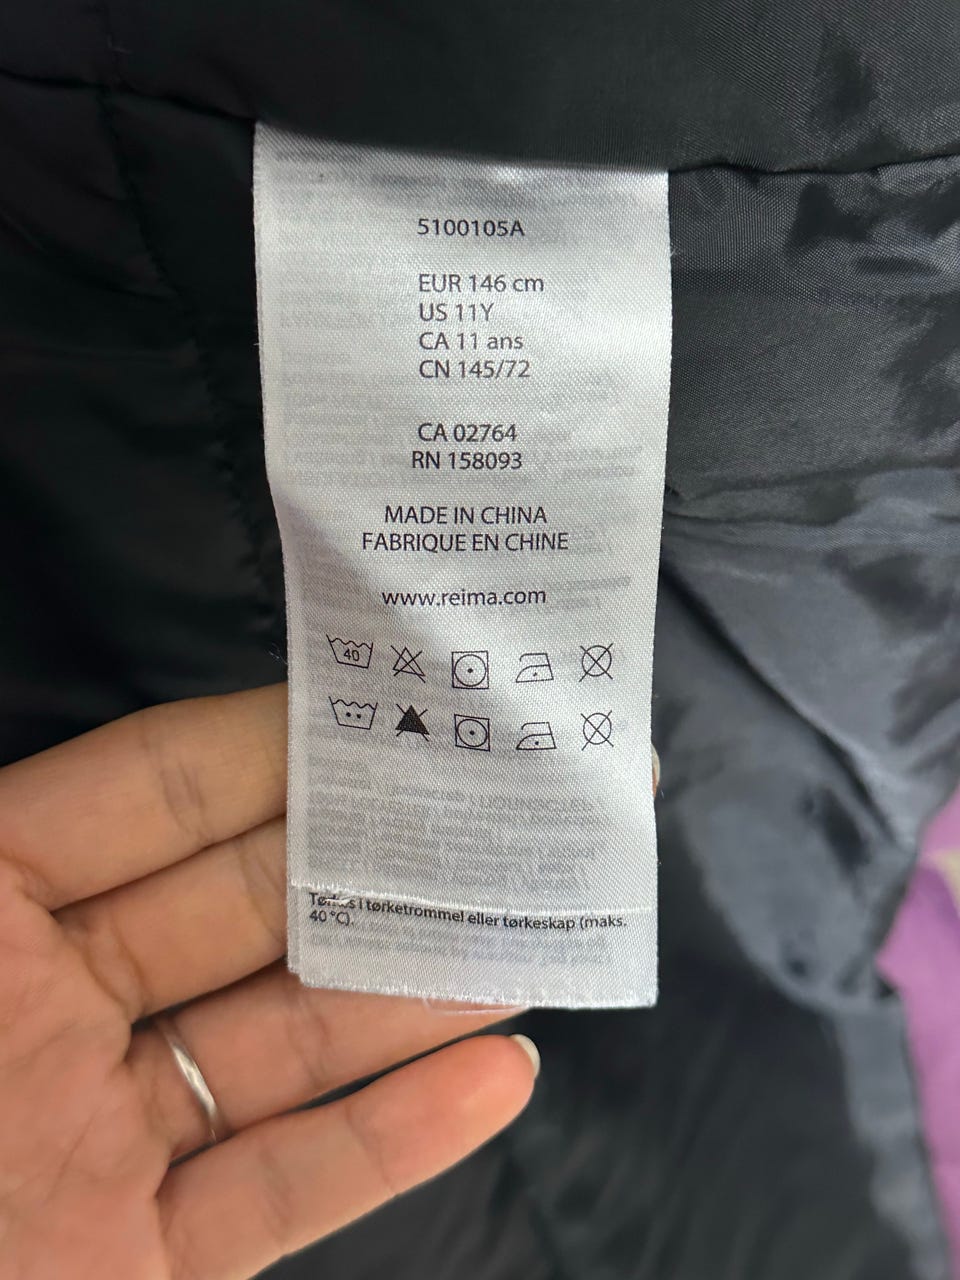 5100105A
EUR 146 cm
US 11Y
CA 11 ans
CN 145/72
CA 02764
RN 158093
MADE IN CHINA
FABRIQUE EN CHINE
www.reima.com
40
i tørketrommel eller tørkeskap (maks.
40 °C).